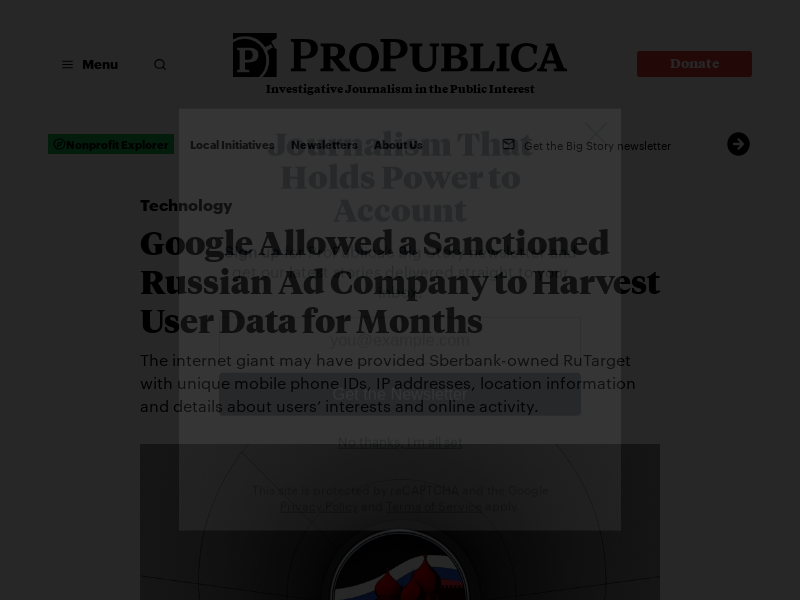 Menu
PROPUBLICA
Donate
Investigative Journalism in the Public Interest
Nonprofit Explorer
Local Initiatives
Newsletters
About Us
Get the Big Story newsletter
Journalism That
Holds Power to
Account
Technology
Google Allowed a Sanctioned
Russian Ad Company to Harvest
User Data for Months
you@example.com
The internet giant may have provided Sberbank-owned RuTarget
with unique mobile phone IDs, IP addresses, location information
and details about users’ interests and online activity.
Get the Newsletter
No thanks, I'm all set
This site is protected by reCAPTCHA and the Google
Privacy Policy and Terms of Service apply.